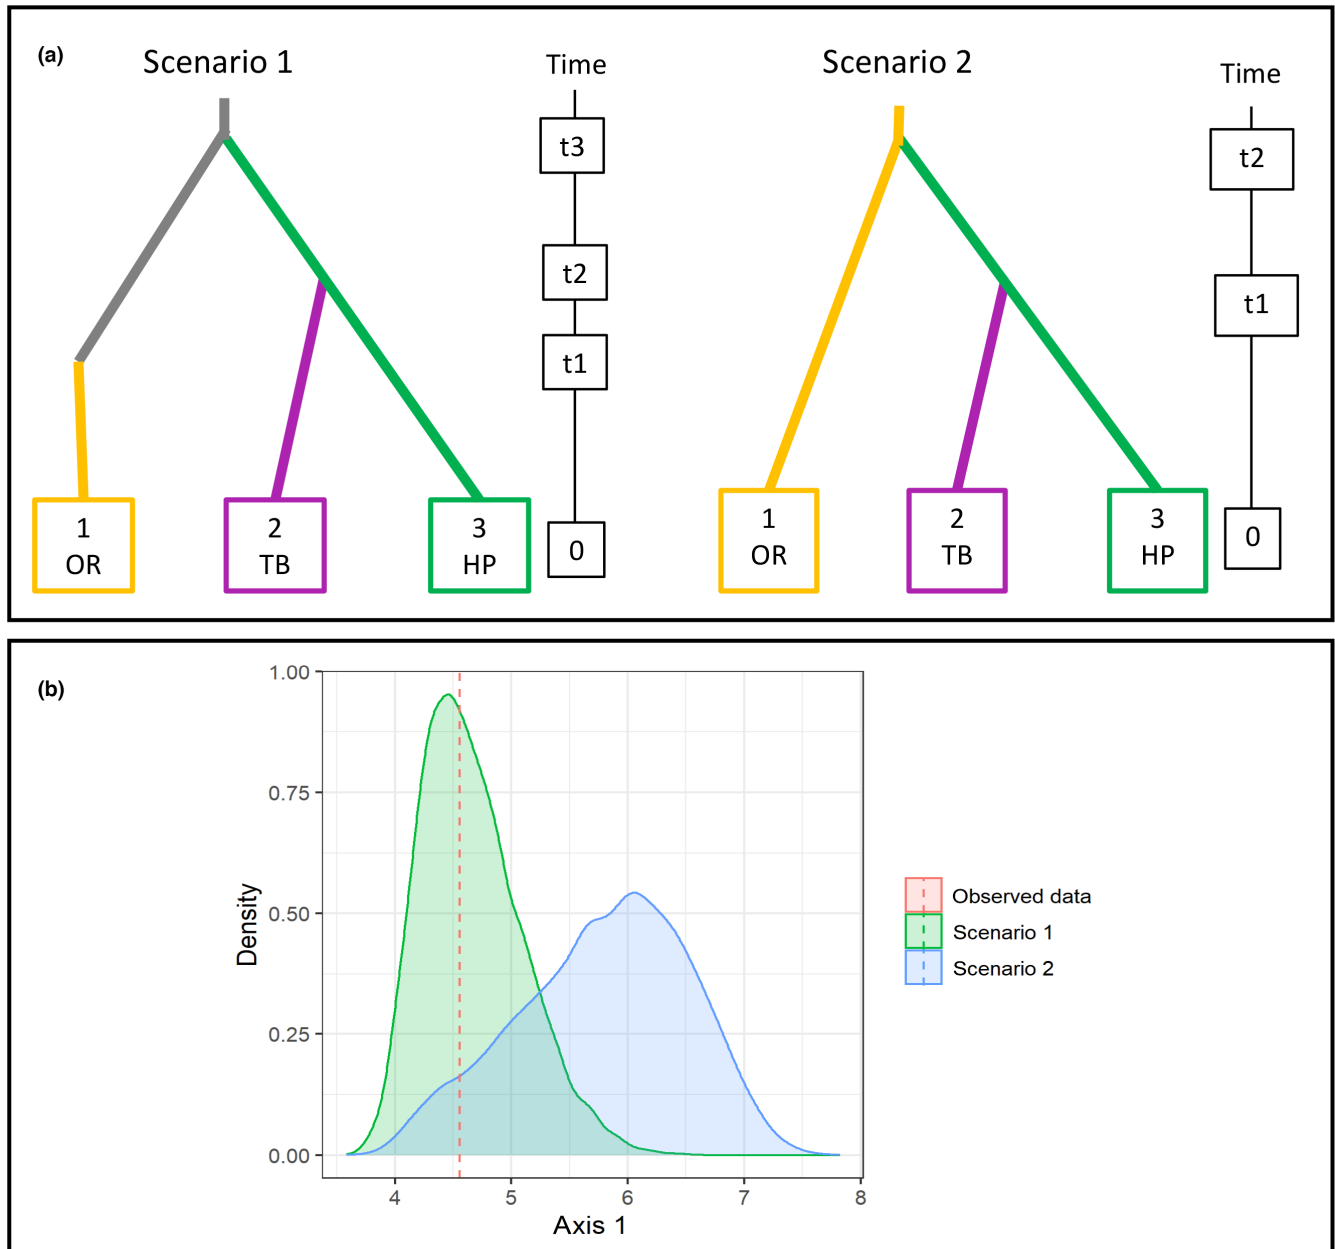 (a)
Scenario 1
Time
t3
t2
t1
0
1
OR
2
TB
3
HP
Scenario 2
Time
t2
t1
0
1
OR
2
TB
3
HP
(b)
1.00
0.75
0.50
0.25
0.00
Density
4 5 6 7 8
Axis 1
Observed data
Scenario 1
Scenario 2